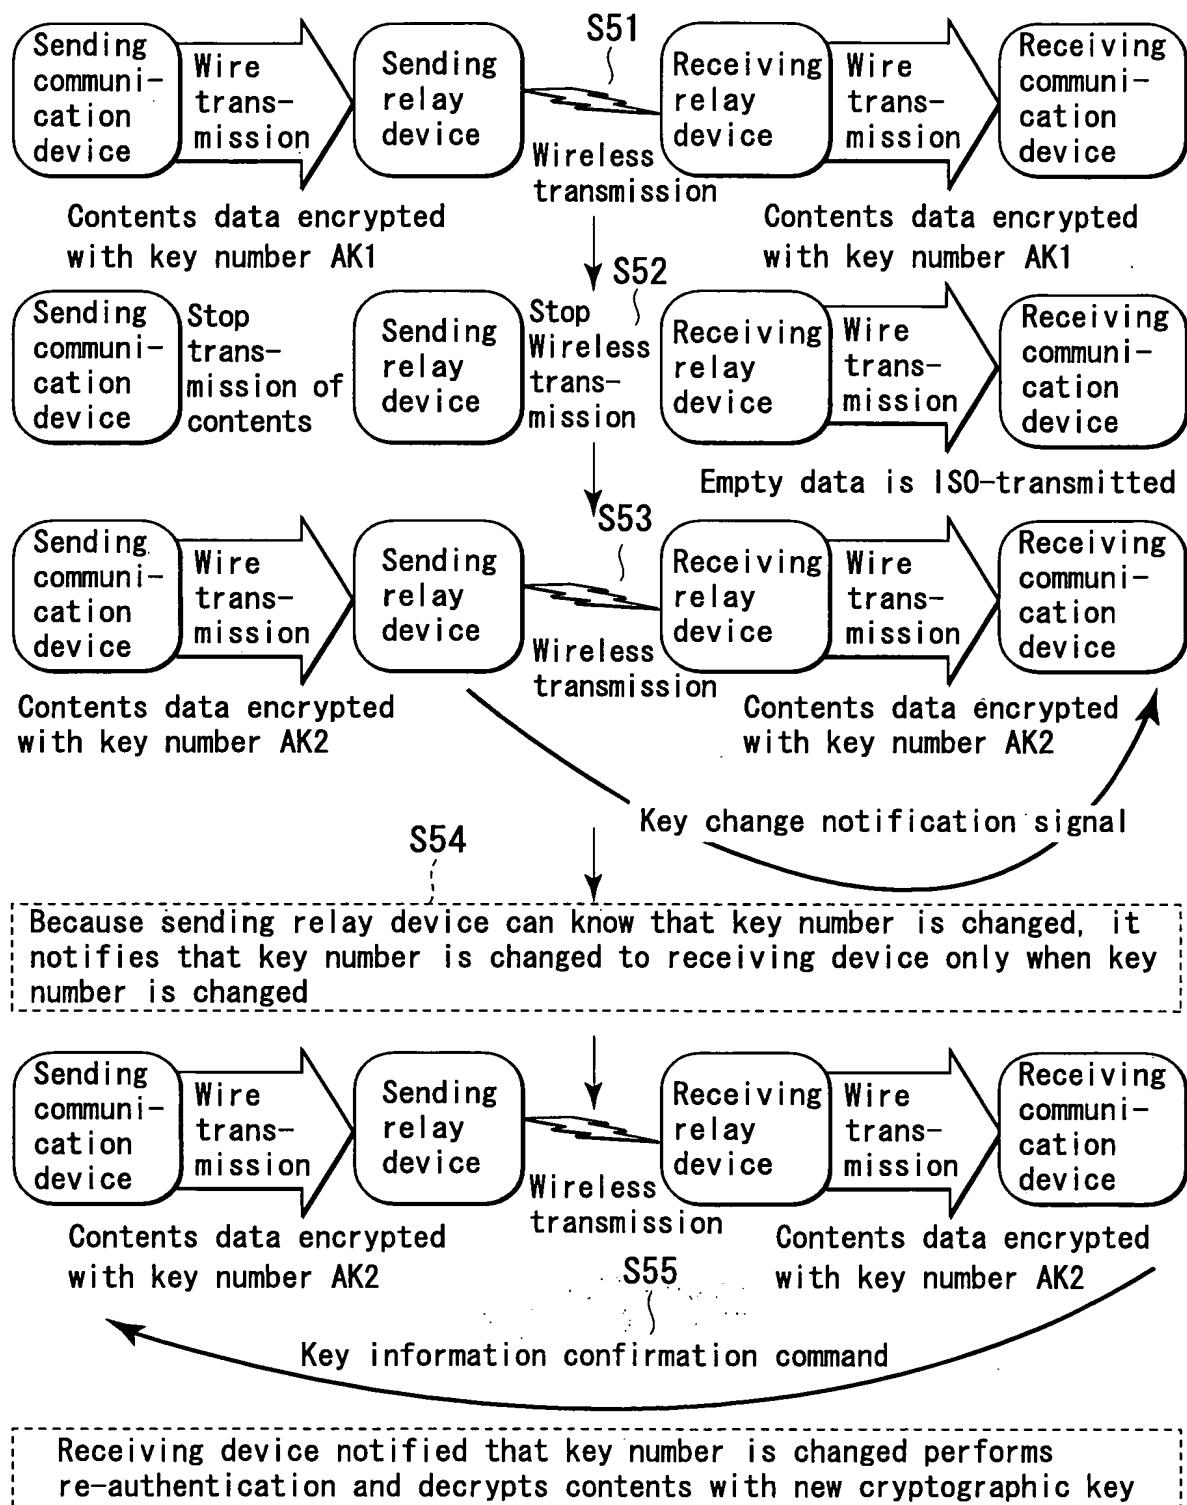 S51
Sending
communi-
cation
device
Wire
trans-
mission
Sending
relay
device
Wireless
transmission
Receiving
relay
device
Wire
trans-
mission
Receiving
communi-
cation
device
Contents data encrypted
with key number AK1
Contents data encrypted
with key number AK1
S52
Sending
communi-
cation
device
Stop
trans-
mission of
contents
Sending
relay
device
Stop
Wireless
trans-
mission
Receiving
relay
device
Wire
trans-
mission
Receiving
communi-
cation
device
Empty data is ISO-transmitted
S53
Sending
communi-
cation
device
Wire
trans-
mission
Sending
relay
device
Wireless
transmission
Receiving
relay
device
Wire
trans-
mission
Receiving
communi-
cation
device
Contents data encrypted
with key number AK2
Contents data encrypted
with key number AK2
Key change notification signal
S54
Because sending relay device can know that key number is changed, it
notifies that key number is changed to receiving device only when key
number is changed
Sending
communi-
cation
device
Wire
trans-
mission
Sending
relay
device
Wireless
transmission
Receiving
relay
device
Wire
trans-
mission
Receiving
communi-
cation
device
Contents data encrypted
with key number AK2
Contents data encrypted
with key number AK2
S55
Key information confirmation command
Receiving device notified that key number is changed performs
re-authentication and decrypts contents with new cryptographic key